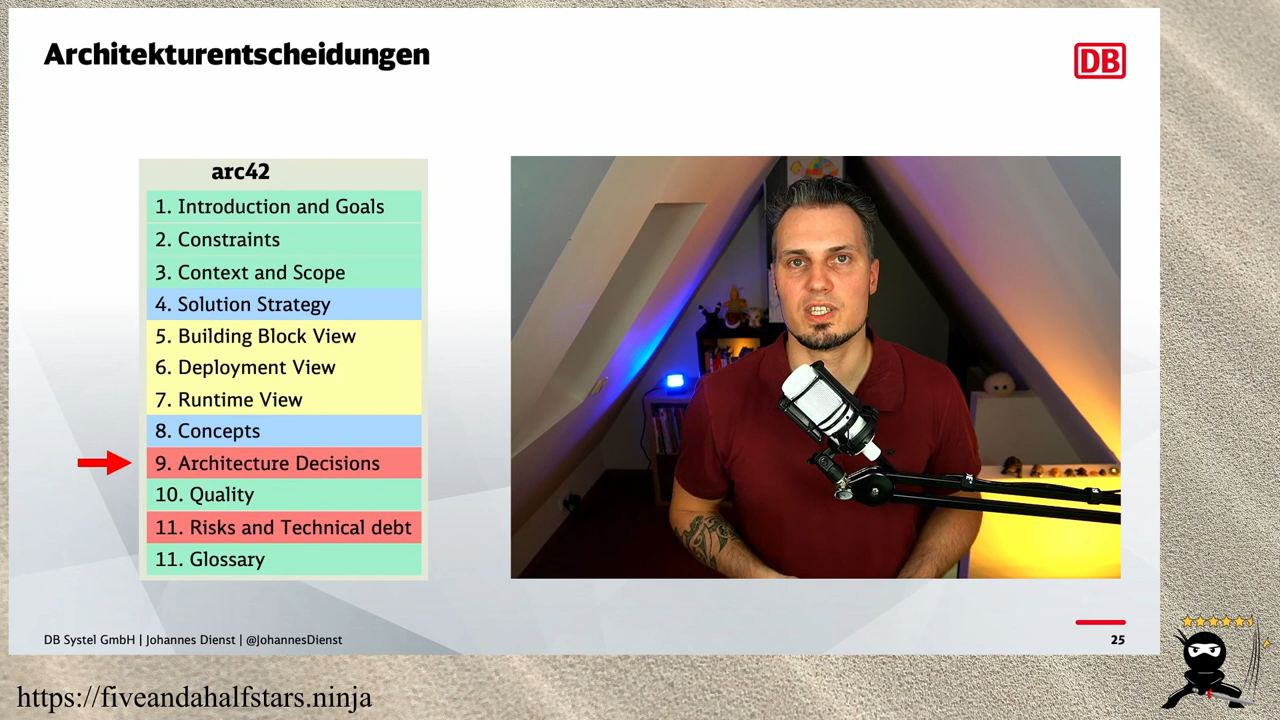 Architekturentscheidungen
DB
arc42
1. Introduction and Goals
2. Constraints
3. Context and Scope
4. Solution Strategy
5. Building Block View
6. Deployment View
7. Runtime View
8. Concepts
9. Architecture Decisions
10. Quality
11. Risks and Technical debt
11. Glossary
DB Systel GmbH | Johannes Dienst | @JohannesDienst
25
https://fiveandahalfstars.ninja